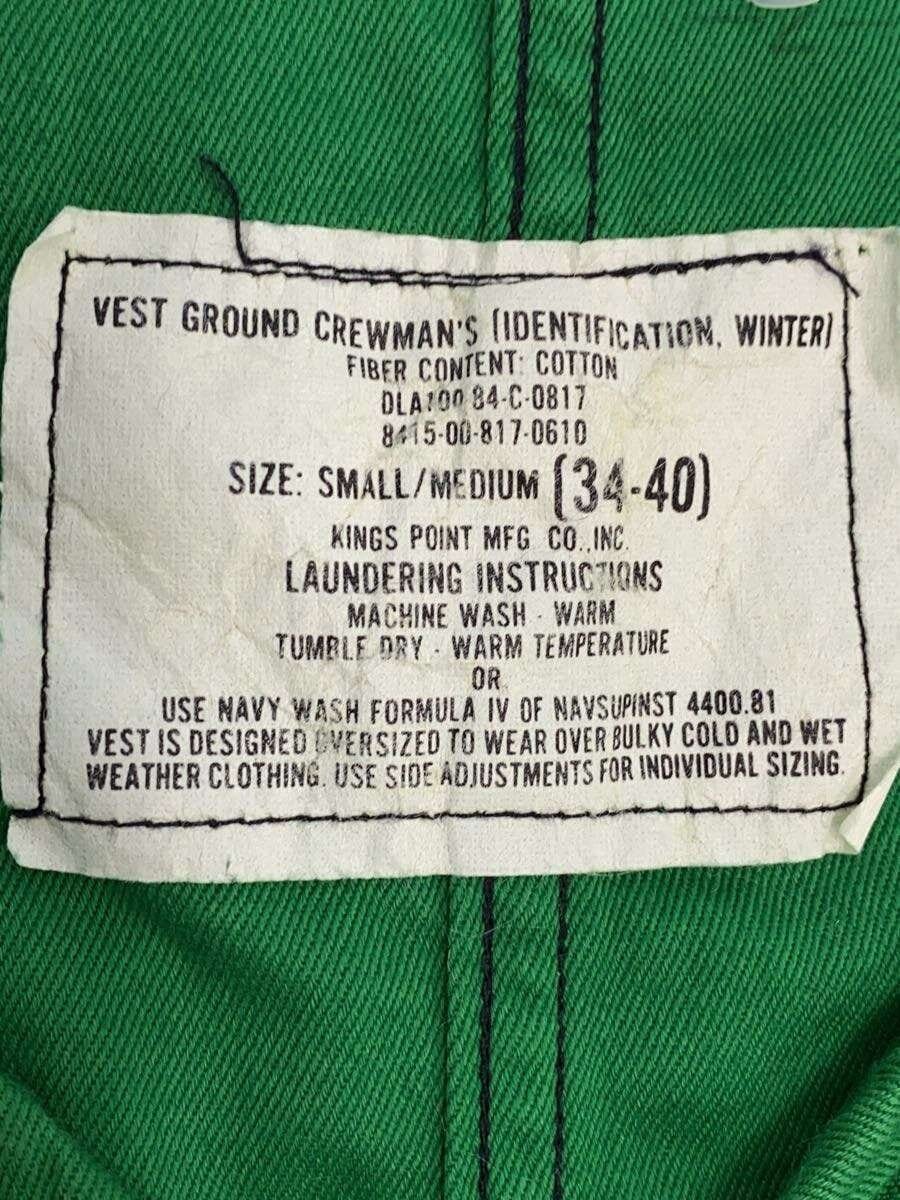 VEST GROUND CREWMAN'S (IDENTIFICATION, WINTER)
FIBER CONTENT: COTTON
DLA100 84-C-0817
8415-00-817-0610
SIZE: SMALL/MEDIUM (34-40)
KINGS POINT MFG. CO., INC.
LAUNDERING INSTRUCTIONS
MACHINE WASH - WARM
TUMBLE DRY - WARM TEMPERATURE
OR
USE NAVY WASH FORMULA IV OF NAVSUPINST 4400.81
VEST IS DESIGNED OVERSIZED TO WEAR OVER BULKY COLD AND WET
WEATHER CLOTHING. USE SIDE ADJUSTMENTS FOR INDIVIDUAL SIZING.